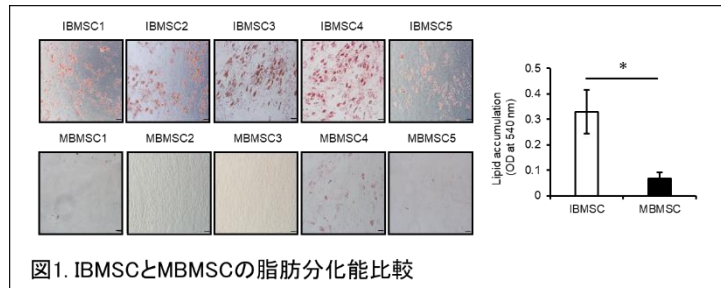 IBMSC1 IBMSC2 IBMSC3 IBMSC4 IBMSC5
MBMSC1 MBMSC2 MBMSC3 MBMSC4 MBMSC5
Lipid accumulation
(OD at 540 nm)
0.5
0.4
0.3
0.2
0.1
0
*
IBMSC MBMSC
図1. IBMSCとMBMSCの脂肪分化能比較